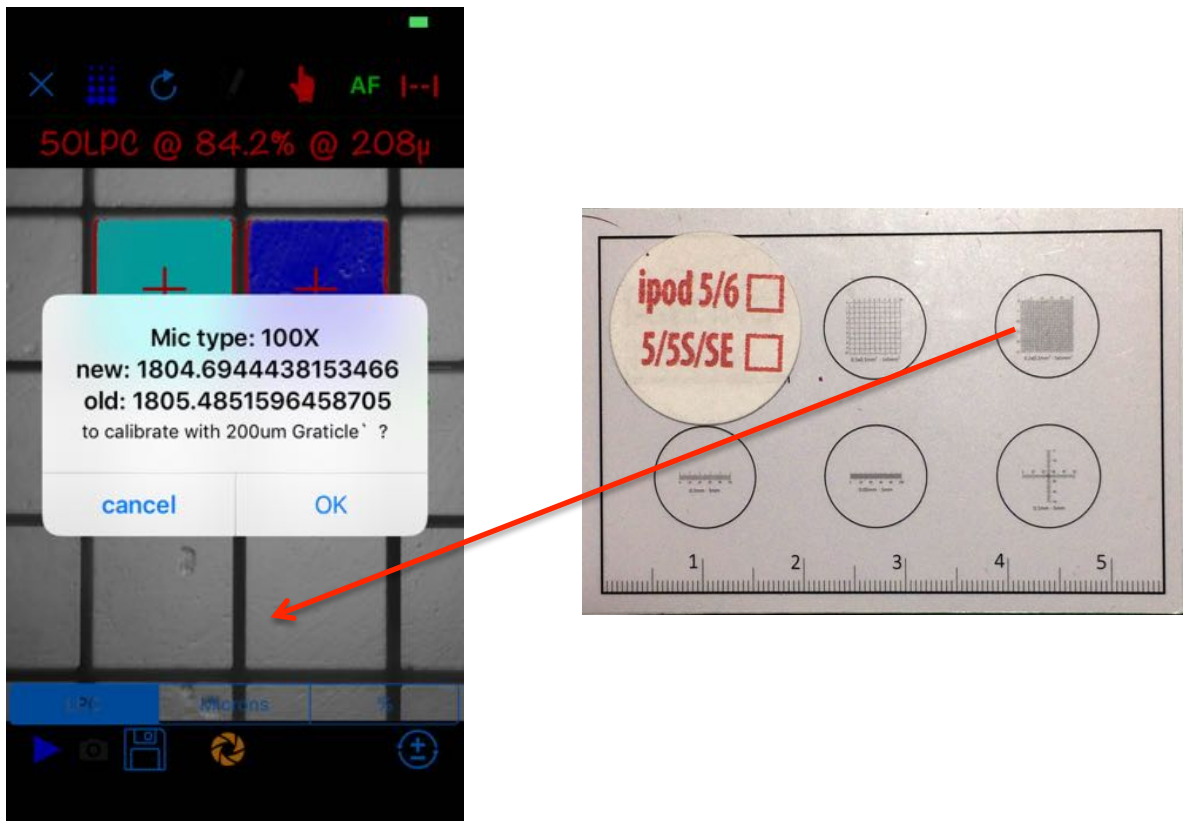 AF |--|
50LPC @ 84.2% @ 208µ
Mic type: 100X
new: 1804.6944438153466
old: 1805.4851596458705
to calibrate with 200um Graticle` ?
cancel OK
Microns %
ipod 5/6
5/5S/SE
1 2 3 4 5